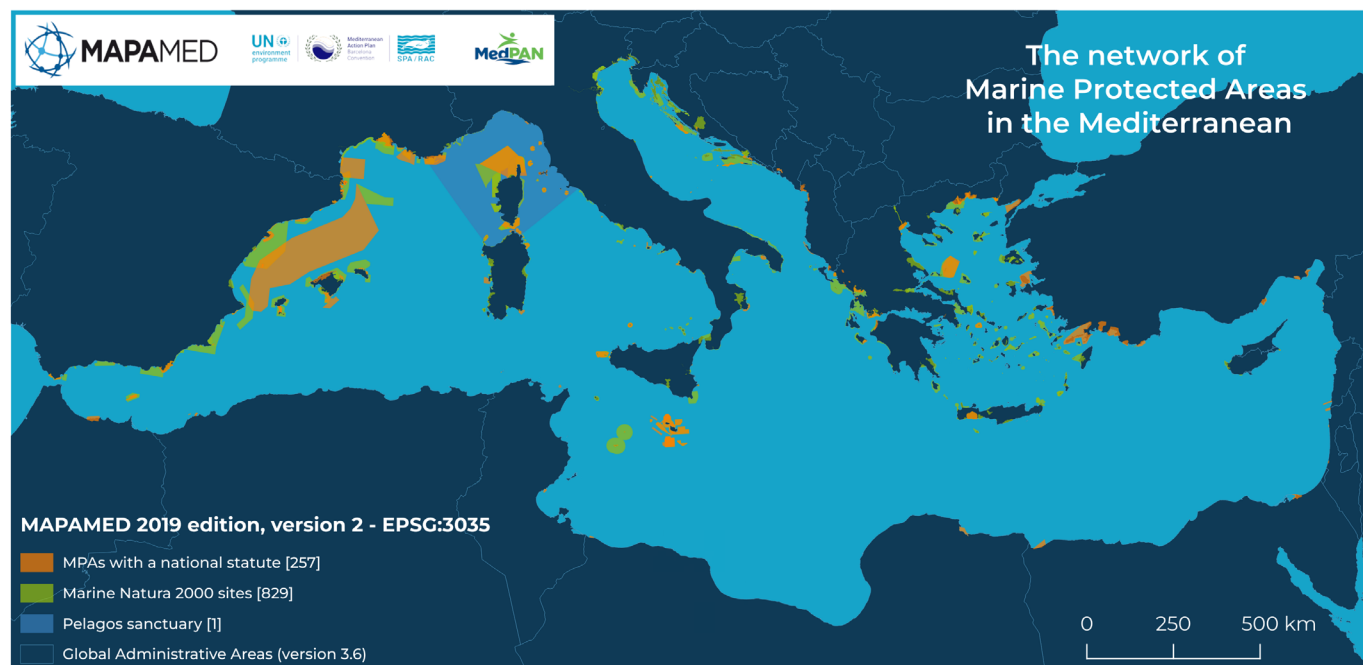 MAPAMED
UN
environment
programme
Mediterranean
Action Plan
Barcelona
Convention
SPA/RAC
MedPAN
The network of
Marine Protected Areas
in the Mediterranean
MAPAMED 2019 edition, version 2 - EPSG:3035
MPAs with a national statute [257]
Marine Natura 2000 sites [829]
Pelagos sanctuary [1]
Global Administrative Areas (version 3.6)
0 250 500 km